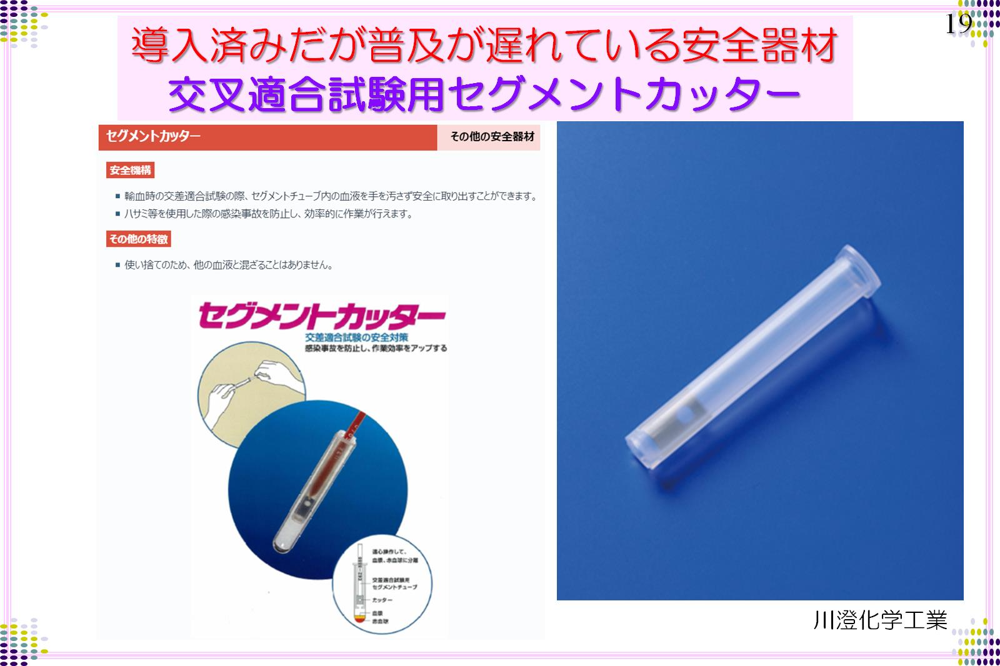 19
導入済みだが普及が遅れている安全器材
交叉適合試験用セグメントカッター
セグメントカッター
その他の安全器材
安全機構
■ 輸血時の交差適合試験の際、セグメントチューブ内の血液を手を汚さず安全に取り出すことができます。
■ ハサミ等を使用した際の感染事故を防止し、効率的に作業が行えます。
その他の特徴
■ 使い捨てのため、他の血液と混ざることはありません。
セグメントカッター
交差適合試験の安全対策
感染事故を防止し、作業効率をアップする
遠心操作して、
血漿、赤血球に分離
交差適合試験用
セグメントチューブ
カッター
血漿
赤血球
川澄化学工業